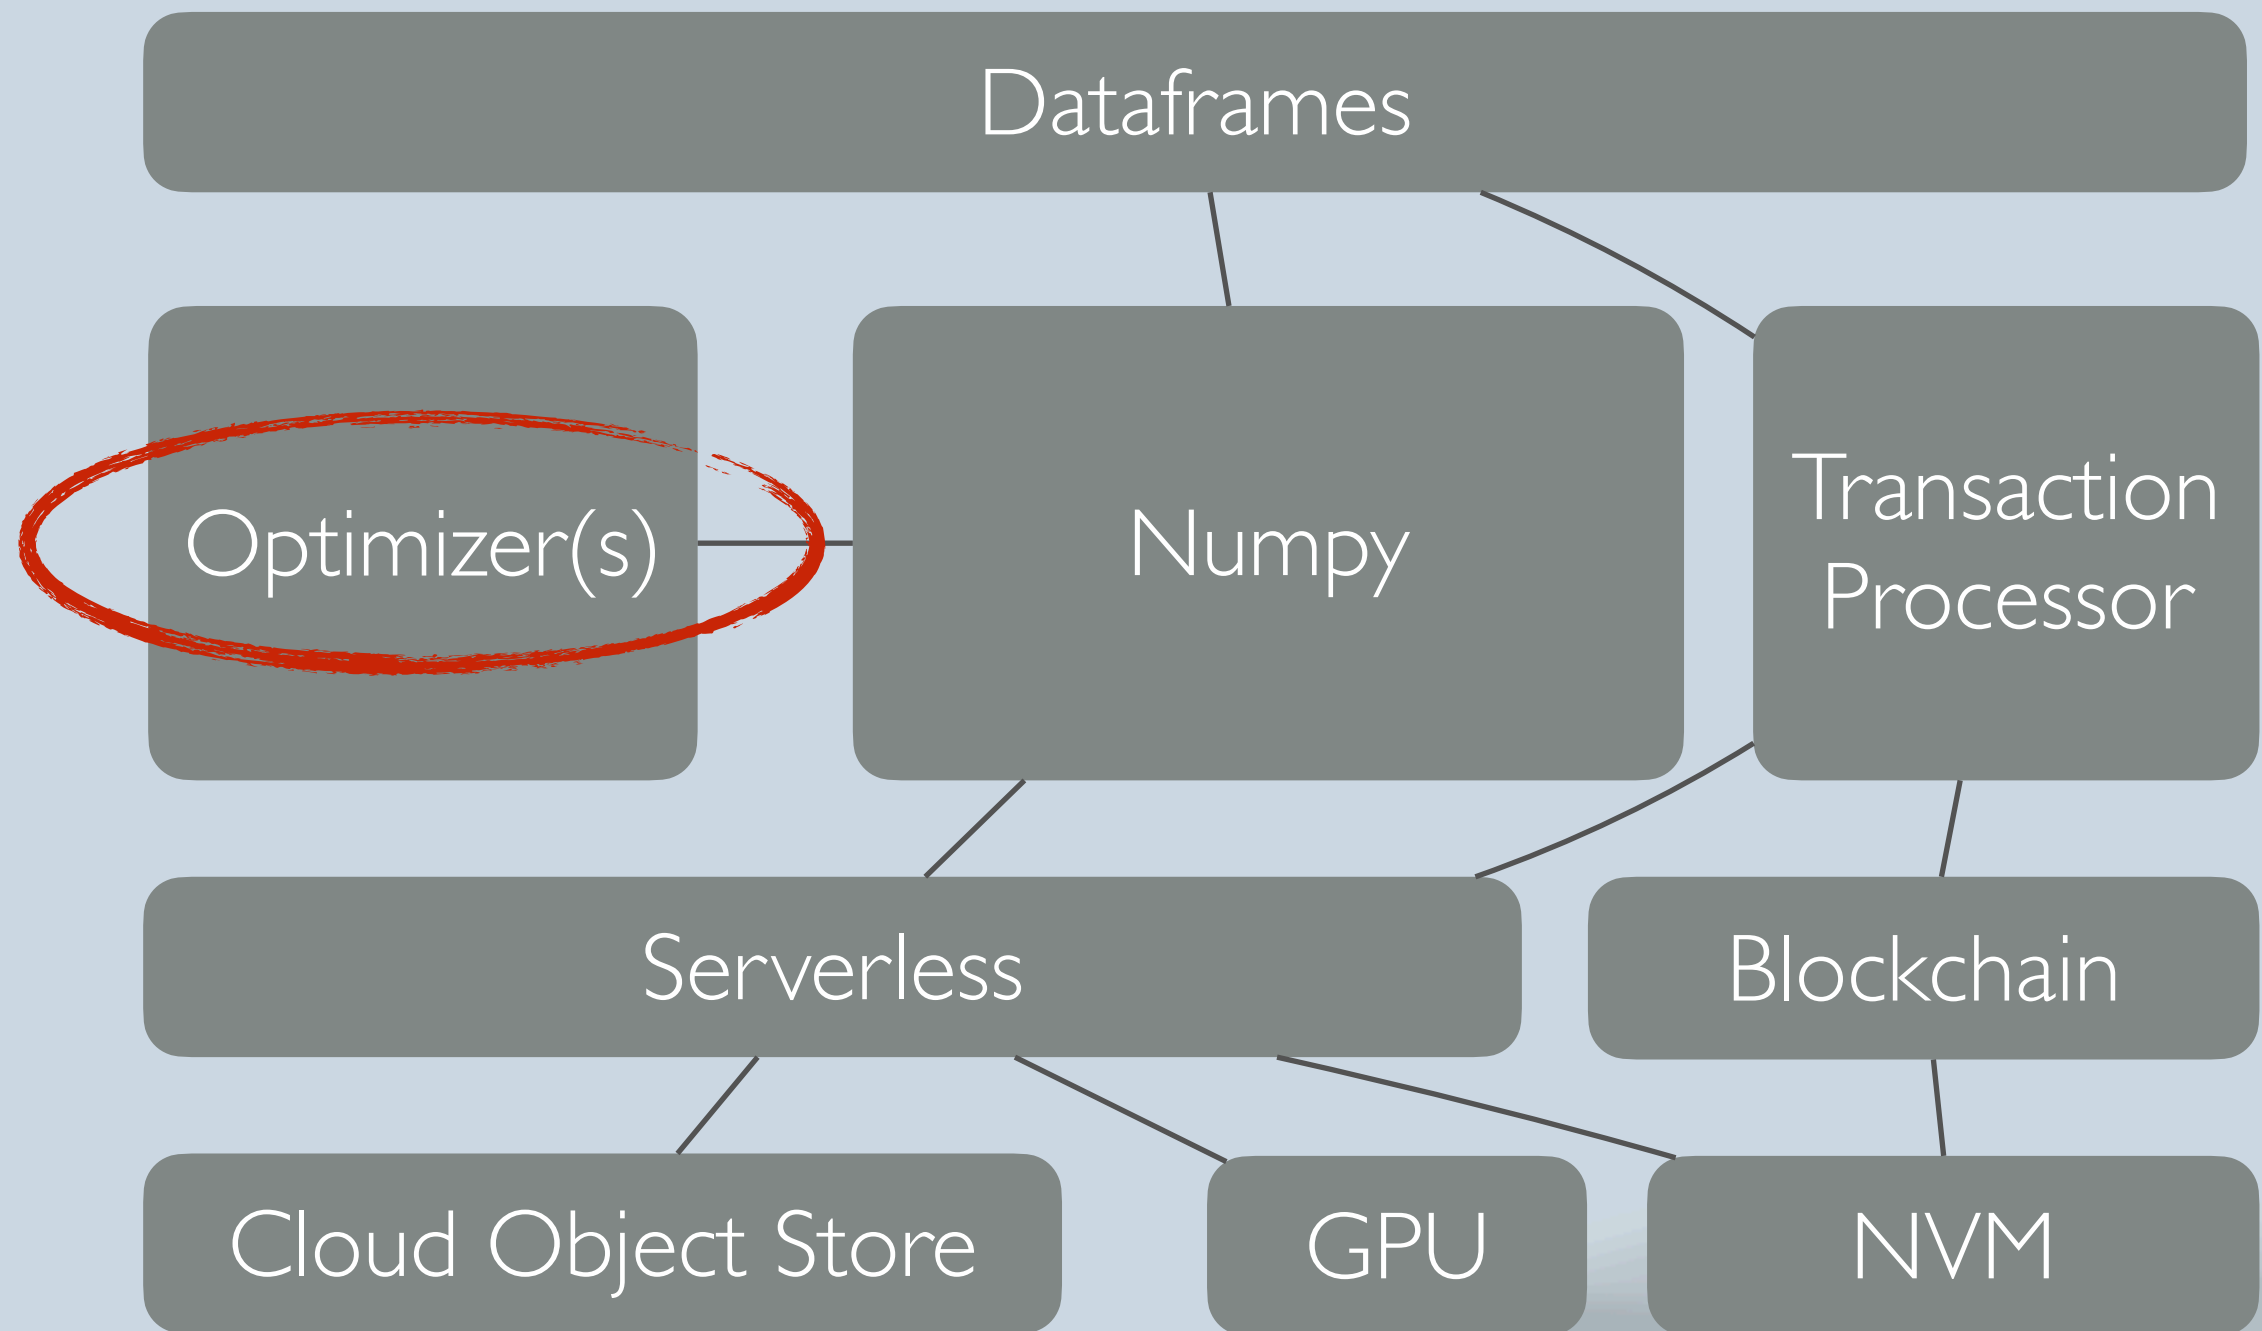 Dataframes
Optimizer(s)
Numpy
Transaction
Processor
Serverless
Blockchain
Cloud Object Store
GPU
NVM